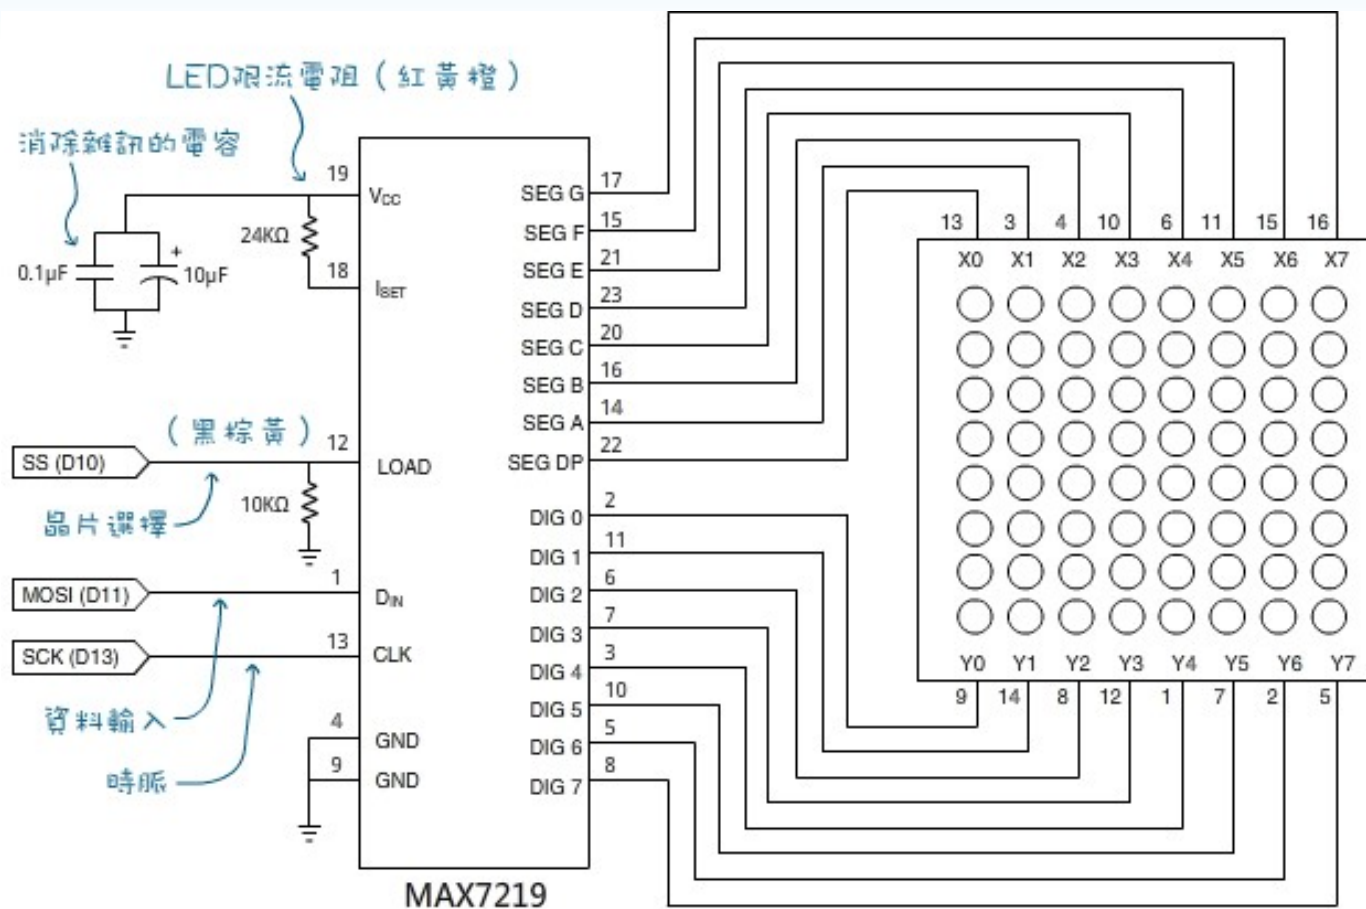 LED限流電阻（紅黃橙）
消除雜訊的電容
19
VCC
24KΩ
0.1µF
+
10µF
18
ISET
（黑棕黃）
12
SS (D10)
LOAD
10KΩ
晶片選擇
1
MOSI (D11)
DIN
13
SCK (D13)
CLK
資料輸入
4
GND
時脈
9
GND
SEG G
17
SEG F
15
SEG E
21
SEG D
23
SEG C
20
SEG B
16
SEG A
14
SEG DP
22
DIG 0
2
DIG 1
11
DIG 2
6
DIG 3
7
DIG 4
3
DIG 5
10
DIG 6
5
DIG 7
8
MAX7219
13 3 4 10 6 11 15 16
X0 X1 X2 X3 X4 X5 X6 X7
Y0 Y1 Y2 Y3 Y4 Y5 Y6 Y7
9 14 8 12 1 7 2 5